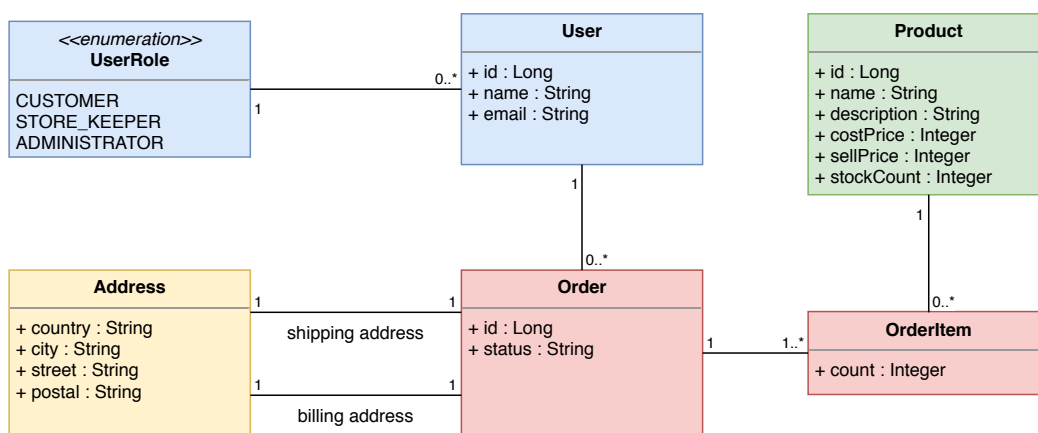 <<enumeration>>
UserRole
CUSTOMER
STORE_KEEPER
ADMINISTRATOR
1
0..*
User
+ id : Long
+ name : String
+ email : String
Product
+ id : Long
+ name : String
+ description : String
+ costPrice : Integer
+ sellPrice : Integer
+ stockCount : Integer
1
0..*
1
0..*
Address
+ country : String
+ city : String
+ street : String
+ postal : String
1
1
shipping address
1
1
billing address
Order
+ id : Long
+ status : String
1
1..*
OrderItem
+ count : Integer